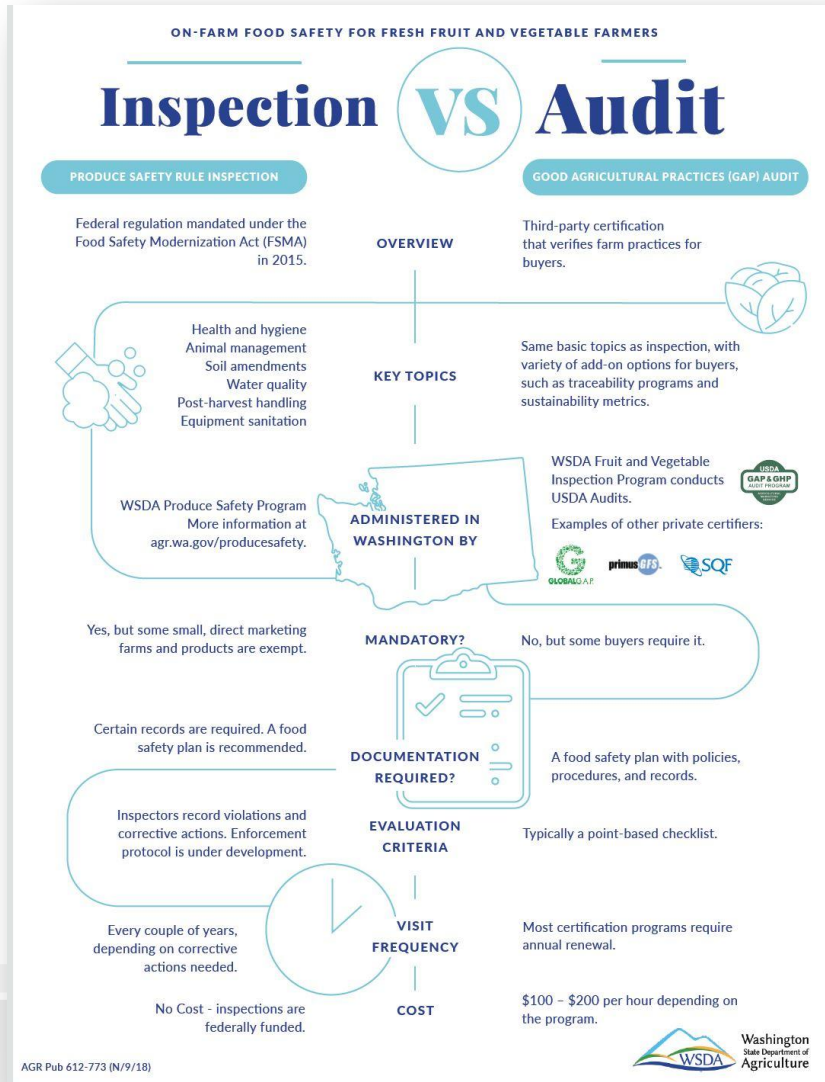 ON-FARM FOOD SAFETY FOR FRESH FRUIT AND VEGETABLE FARMERS
Inspection VS Audit
PRODUCE SAFETY RULE INSPECTION
GOOD AGRICULTURAL PRACTICES (GAP) AUDIT
Federal regulation mandated under the
Food Safety Modernization Act (FSMA)
in 2015.
OVERVIEW
Third-party certification
that verifies farm practices for
buyers.
Health and hygiene
Animal management
Soil amendments
Water quality
Post-harvest handling
Equipment sanitation
KEY TOPICS
Same basic topics as inspection, with
variety of add-on options for buyers,
such as traceability programs and
sustainability metrics.
WSDA Produce Safety Program
More information at
agr.wa.gov/producesafety.
ADMINISTERED IN
WASHINGTON BY
WSDA Fruit and Vegetable
Inspection Program conducts
USDA Audits.
USDA
GAP & GHP
AUDIT PROGRAM
Examples of other private certifiers:
GLOBALG.A.P.
primusGFS
SQF
Yes, but some small, direct marketing
farms and products are exempt.
MANDATORY?
No, but some buyers require it.
Certain records are required. A food
safety plan is recommended.
DOCUMENTATION
REQUIRED?
A food safety plan with policies,
procedures, and records.
Inspectors record violations and
corrective actions. Enforcement
protocol is under development.
EVALUATION
CRITERIA
Typically a point-based checklist.
Every couple of years,
depending on corrective
actions needed.
VISIT
FREQUENCY
Most certification programs require
annual renewal.
No Cost - inspections are
federally funded.
COST
$100 – $200 per hour depending on
the program.
AGR Pub 612-773 (N/9/18)
WSDA
Washington
State Department of
Agriculture